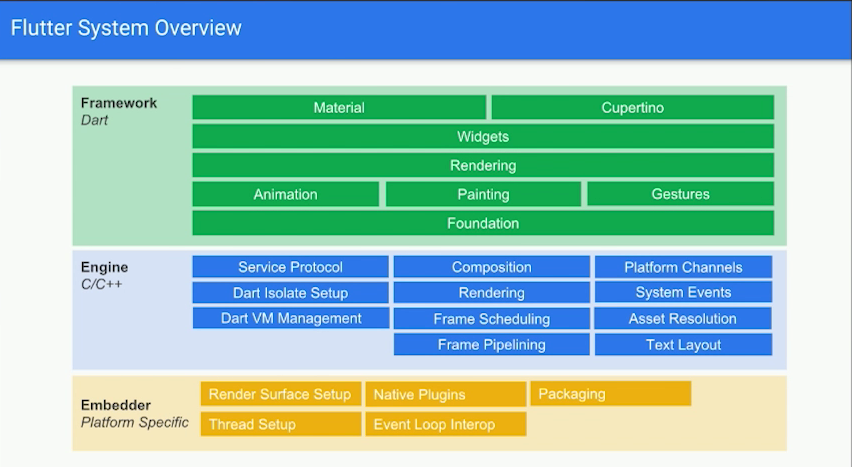 Flutter System Overview
Framework
Dart
Material Cupertino
Widgets
Rendering
Animation Painting Gestures
Foundation
Engine
C/C++
Service Protocol Composition Platform Channels
Dart Isolate Setup Rendering System Events
Dart VM Management Frame Scheduling Asset Resolution
Frame Pipelining Text Layout
Embedder
Platform Specific
Render Surface Setup Native Plugins Packaging
Thread Setup Event Loop Interop